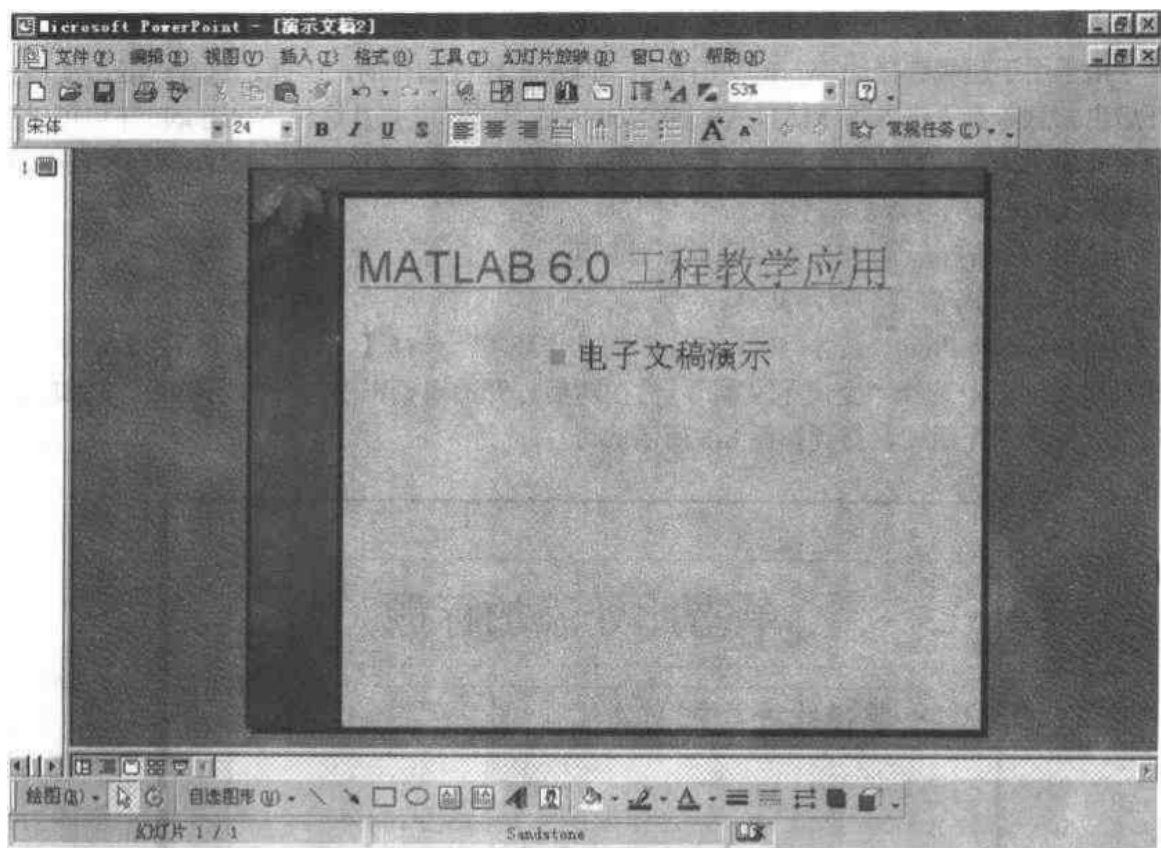 Microsoft PowerPoint - [演示文稿2]
文件(F) 编辑(E) 视图(V) 插入(I) 格式(O) 工具(T) 幻灯片放映(D) 窗口(W) 帮助(H)
53%
宋体 24 B I U S A A 常规任务(C)
1
MATLAB 6.0 工程教学应用
电子文稿演示
绘图(R) 自选图形(U)
幻灯片 1 / 1 Sandstone